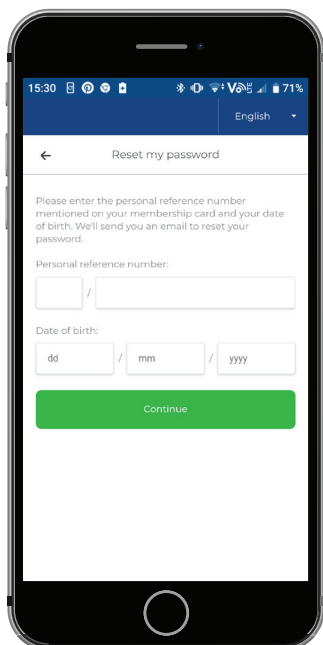 15:30 71%
English
Reset my password
Please enter the personal reference number
mentioned on your membership card and your date
of birth. We'll send you an email to reset your
password.
Personal reference number:
/
Date of birth:
dd / mm / yyyy
Continue